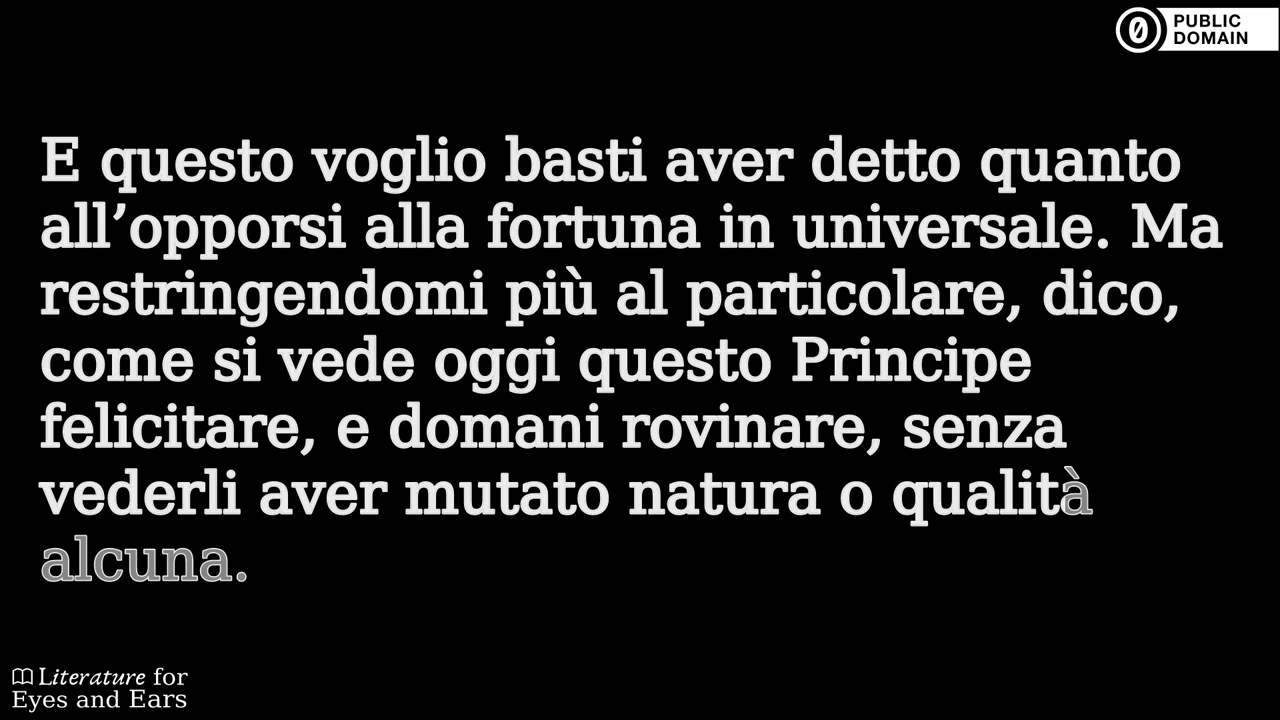 PUBLIC
DOMAIN
E questo voglio basti aver detto quanto
all’opporsi alla fortuna in universale. Ma
restringendomi più al particolare, dico,
come si vede oggi questo Principe
felicitare, e domani rovinare, senza
vederli aver mutato natura o qualità
alcuna.
Literature for
Eyes and Ears